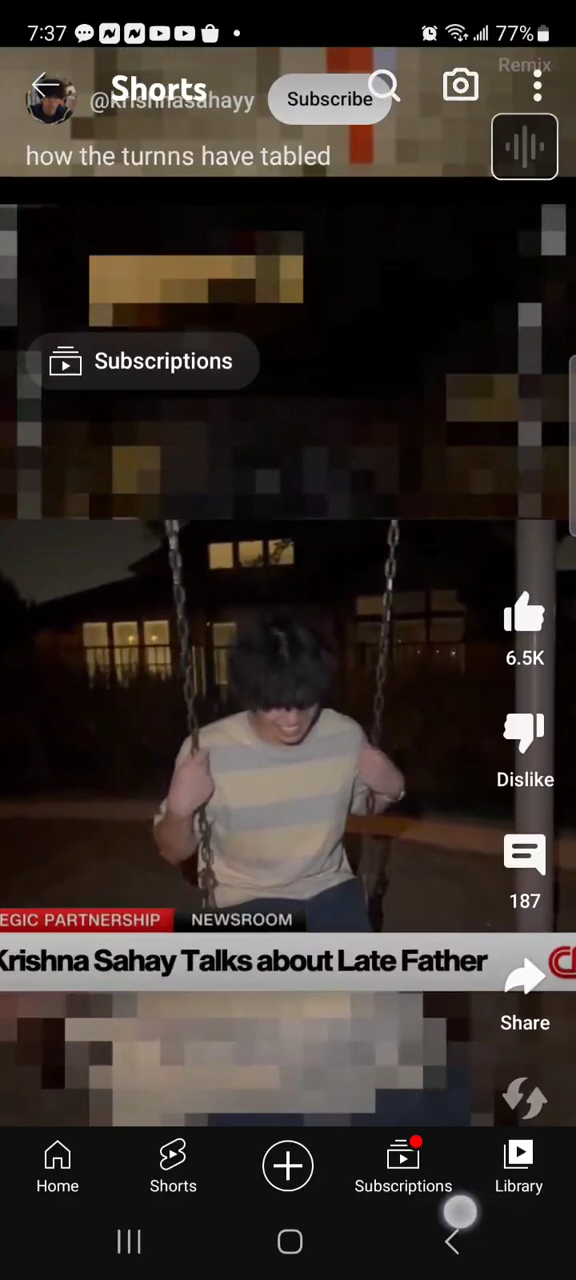 7:37
77%
Remix
Shorts
@krishnasahayy
Subscribe
how the turnns have tabled
Subscriptions
6.5K
Dislike
187
EGIC PARTNERSHIP
NEWSROOM
Krishna Sahay Talks about Late Father
Share
Home
Shorts
Subscriptions
Library